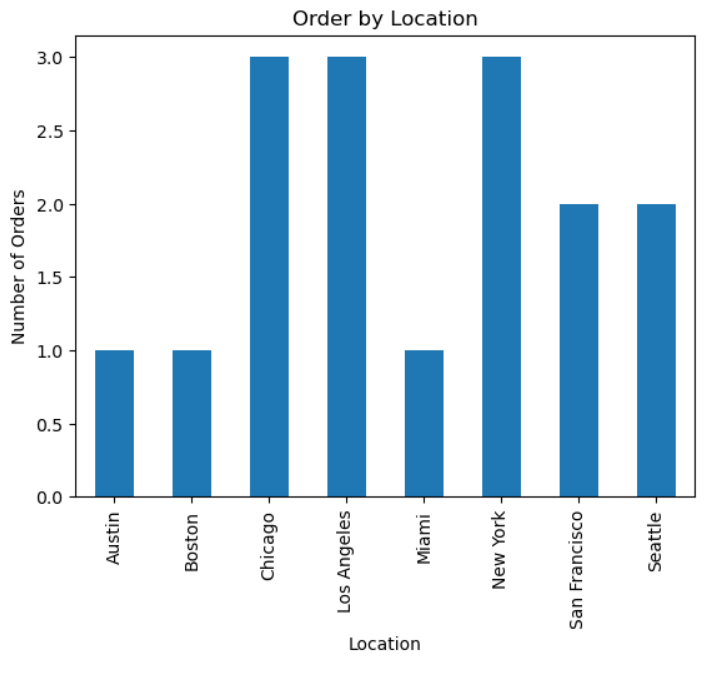 Order by Location
Number of Orders
3.0
2.5
2.0
1.5
1.0
0.5
0.0
Austin
Boston
Chicago
Los Angeles
Miami
New York
San Francisco
Seattle
Location